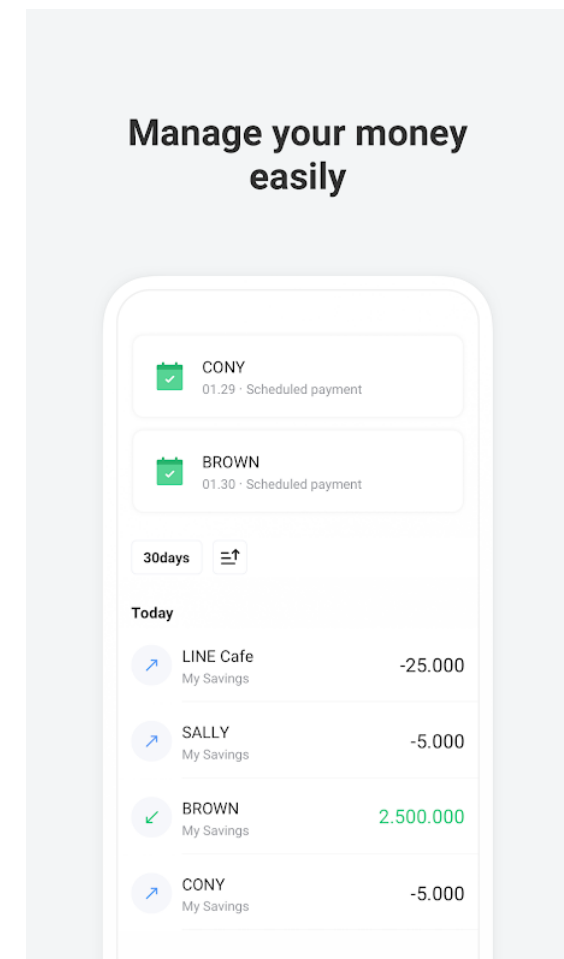 Manage your money
easily
CONY
01.29 · Scheduled payment
BROWN
01.30 · Scheduled payment
30days
Today
LINE Cafe
-25.000
My Savings
SALLY
-5.000
My Savings
BROWN
2.500.000
My Savings
CONY
-5.000
My Savings